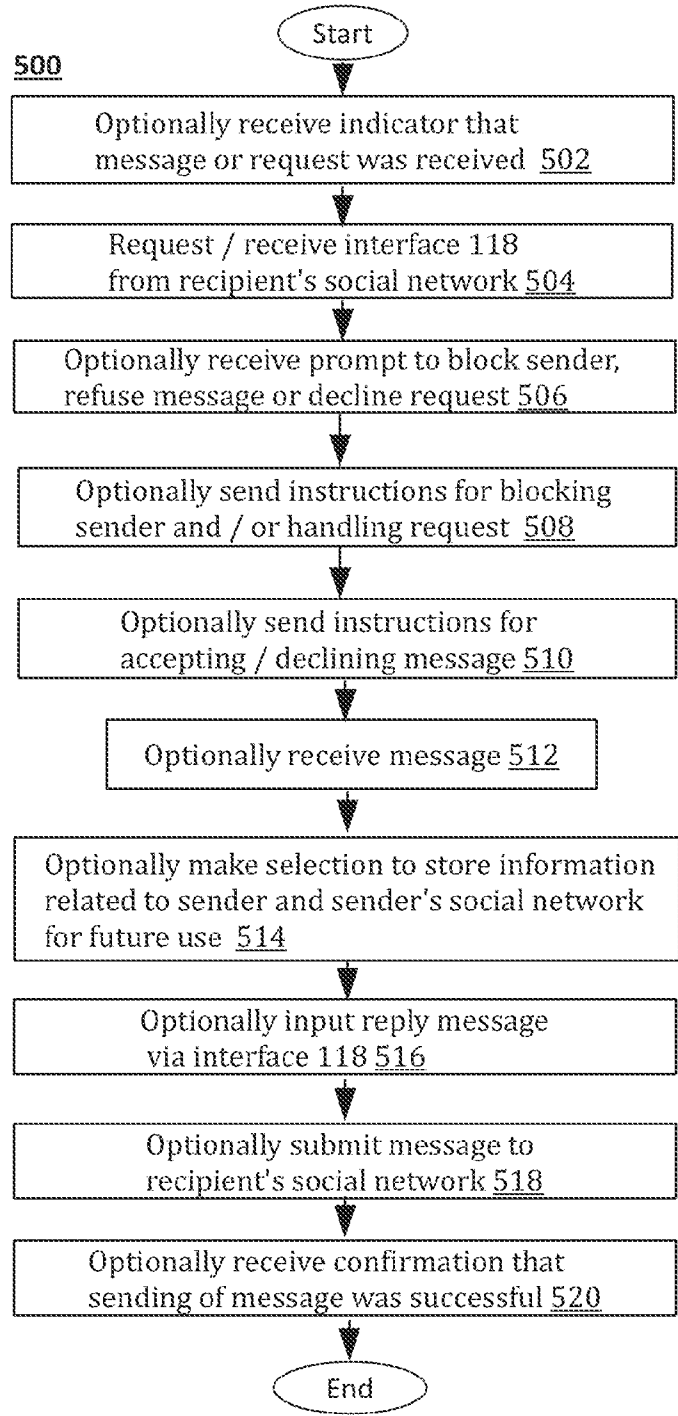 Start
500
Optionally receive indicator that
message or request was received 502
Request / receive interface 118
from recipient's social network 504
Optionally receive prompt to block sender,
refuse message or decline request 506
Optionally send instructions for blocking
sender and / or handling request 508
Optionally send instructions for
accepting / declining message 510
Optionally receive message 512
Optionally make selection to store information
related to sender and sender's social network
for future use 514
Optionally input reply message
via interface 118 516
Optionally submit message to
recipient's social network 518
Optionally receive confirmation that
sending of message was successful 520
End